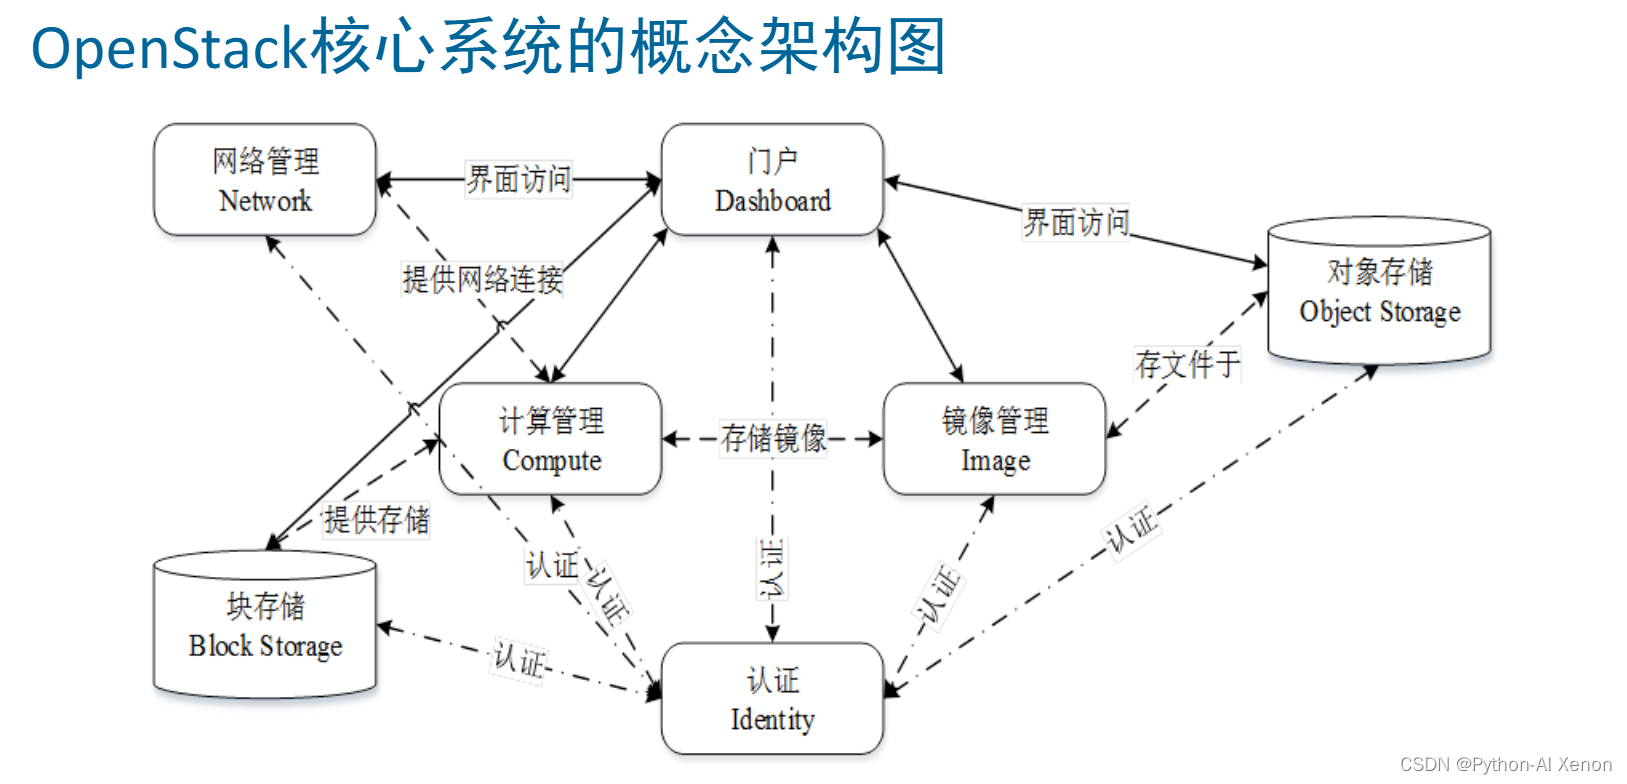 OpenStack核心系统的概念架构图
网络管理
Network
界面访问
门户
Dashboard
界面访问
对象存储
Object Storage
提供网络连接
存文件于
计算管理
Compute
存储镜像
镜像管理
Image
提供存储
认证
认证
认证
认证
认证
块存储
Block Storage
认证
认证
Identity
CSDN @Python-AI Xenon